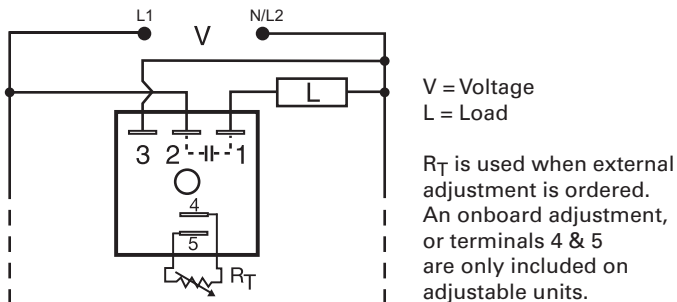 L1
N/L2
V
L
3 2 1
4
5
RT
V = Voltage
L = Load
RT is used when external
adjustment is ordered.
An onboard adjustment,
or terminals 4 & 5
are only included on
adjustable units.